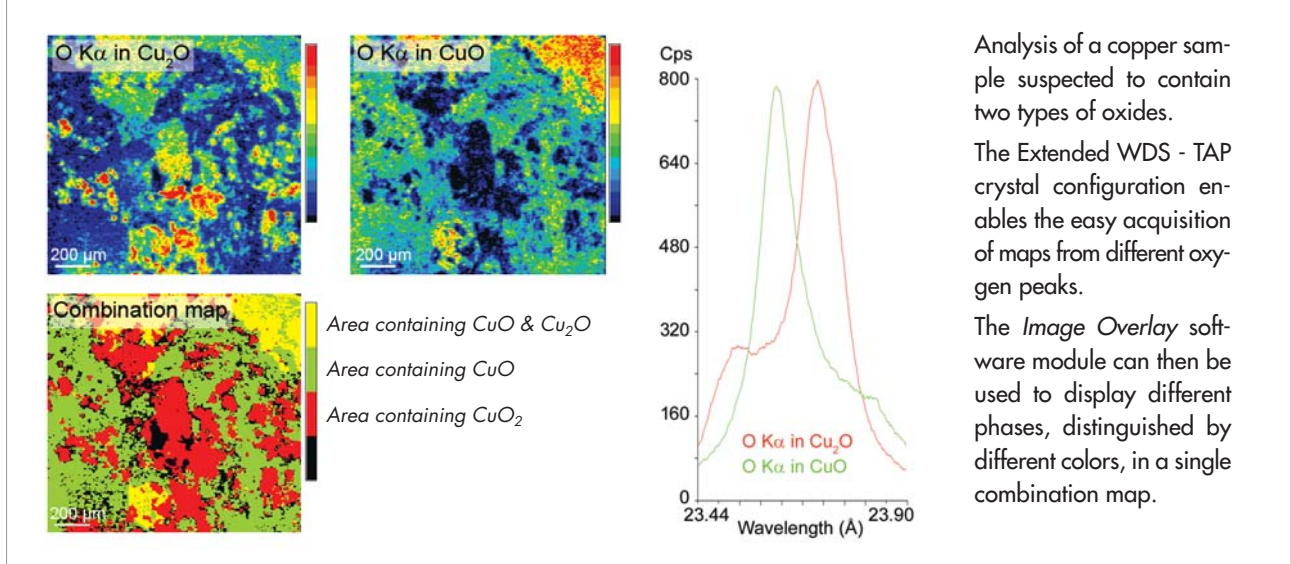 O Kα in Cu₂O
200 µm
O Kα in CuO
200 µm
Combination map
200 µm
Area containing CuO & Cu₂O
Area containing CuO
Area containing CuO₂
Cps
800
640
480
320
160
0
23.44
23.90
Wavelength (Å)
O Kα in Cu₂O
O Kα in CuO
Analysis of a copper sam-
ple suspected to contain
two types of oxides.
The Extended WDS - TAP
crystal configuration en-
ables the easy acquisition
of maps from different oxy-
gen peaks.
The Image Overlay soft-
ware module can then be
used to display different
phases, distinguished by
different colors, in a single
combination map.